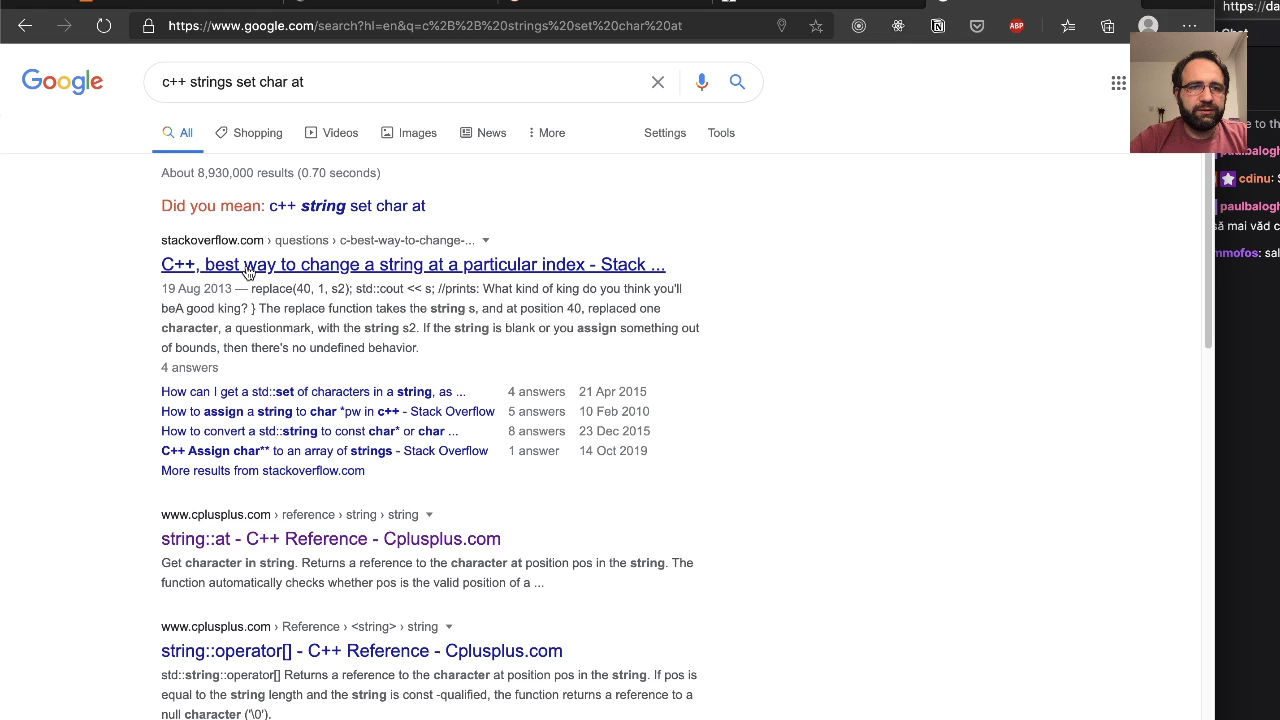 https://da
https://www.google.com/search?hl=en&q=c%2B%2B%20strings%20set%20char%20at
ABP
Chat
Google
c++ strings set char at
All
Shopping
Videos
Images
News
More
Settings
Tools
e to th
About 8,930,000 results (0.70 seconds)
paulbalogh
cdinu: S
Did you mean: c++ string set char at
paulbalogh
să mai văd c
stackoverflow.com › questions › c-best-way-to-change-...
mmofos: sal
C++, best way to change a string at a particular index - Stack ...
19 Aug 2013 — replace(40, 1, s2); std::cout << s; //prints: What kind of king do you think you'll
beA good king? } The replace function takes the string s, and at position 40, replaced one
character, a questionmark, with the string s2. If the string is blank or you assign something out
of bounds, then there's no undefined behavior.
4 answers
How can I get a std::set of characters in a string, as ... 4 answers 21 Apr 2015
How to assign a string to char *pw in c++ - Stack Overflow 5 answers 10 Feb 2010
How to convert a std::string to const char* or char ... 8 answers 23 Dec 2015
C++ Assign char** to an array of strings - Stack Overflow 1 answer 14 Oct 2019
More results from stackoverflow.com
www.cplusplus.com › reference › string › string
string::at - C++ Reference - Cplusplus.com
Get character in string. Returns a reference to the character at position pos in the string. The
function automatically checks whether pos is the valid position of a ...
www.cplusplus.com › Reference › <string> › string
string::operator[] - C++ Reference - Cplusplus.com
std::string::operator[] Returns a reference to the character at position pos in the string. If pos is
equal to the string length and the string is const -qualified, the function returns a reference to a
null character ('\0').